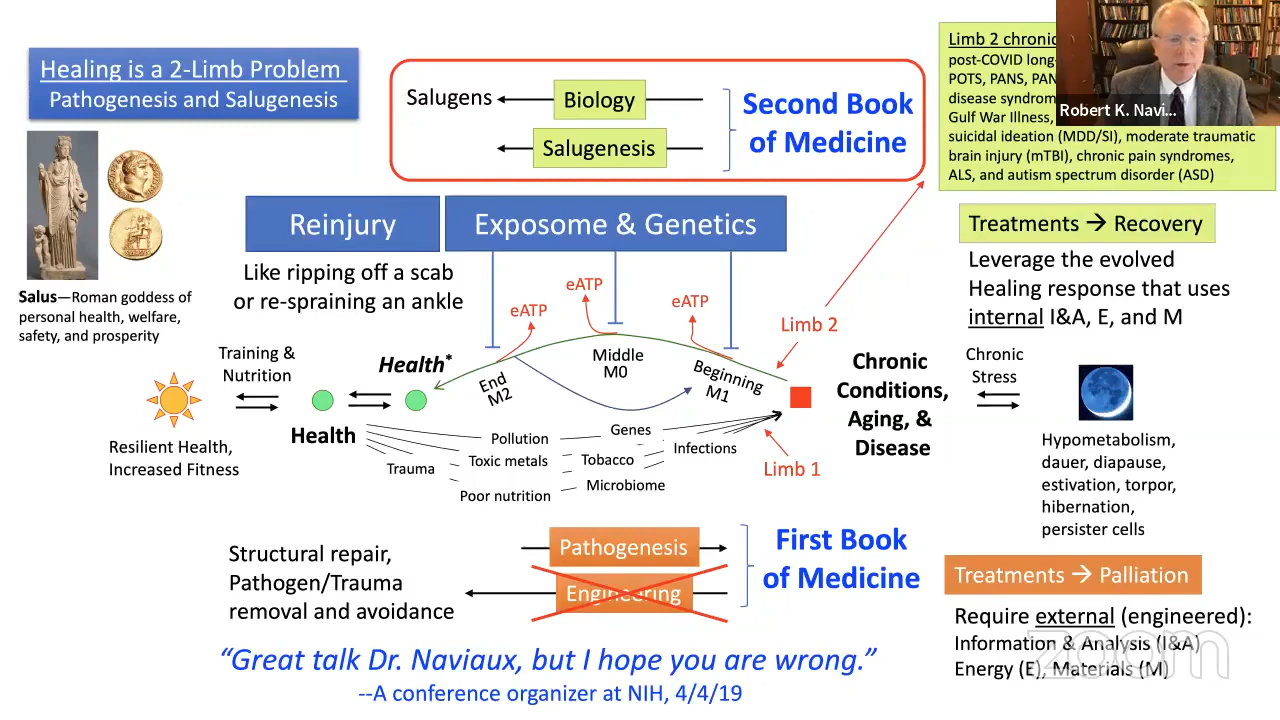 Healing is a 2-Limb Problem
Pathogenesis and Salugenesis
Salus—Roman goddess of
personal health, welfare,
safety, and prosperity
Salugens
Biology
Salugenesis
Second Book
of Medicine
Limb 2 chronic
post-COVID long-
POTS, PANS, PAN
disease syndrom
Gulf War Illness,
suicidal ideation (MDD/SI), moderate traumatic
brain injury (mTBI), chronic pain syndromes,
ALS, and autism spectrum disorder (ASD)
Robert K. Navi...
Reinjury
Exposome & Genetics
Like ripping off a scab
or re-spraining an ankle
eATP
eATP
eATP
Limb 2
Treatments → Recovery
Leverage the evolved
Healing response that uses
internal I&A, E, and M
Training &
Nutrition
Health*
End
M2
Middle
M0
Beginning
M1
Chronic
Conditions,
Aging, &
Disease
Chronic
Stress
Health
Resilient Health,
Increased Fitness
Pollution
Genes
Trauma
Toxic metals
Tobacco
Infections
Poor nutrition
Microbiome
Limb 1
Hypometabolism,
dauer, diapause,
estivation, torpor,
hibernation,
persister cells
Structural repair,
Pathogen/Trauma
removal and avoidance
Pathogenesis
Engineering
First Book
of Medicine
Treatments → Palliation
Require external (engineered):
Information & Analysis (I&A)
Energy (E), Materials (M)
zoom
“Great talk Dr. Naviaux, but I hope you are wrong.”
--A conference organizer at NIH, 4/4/19